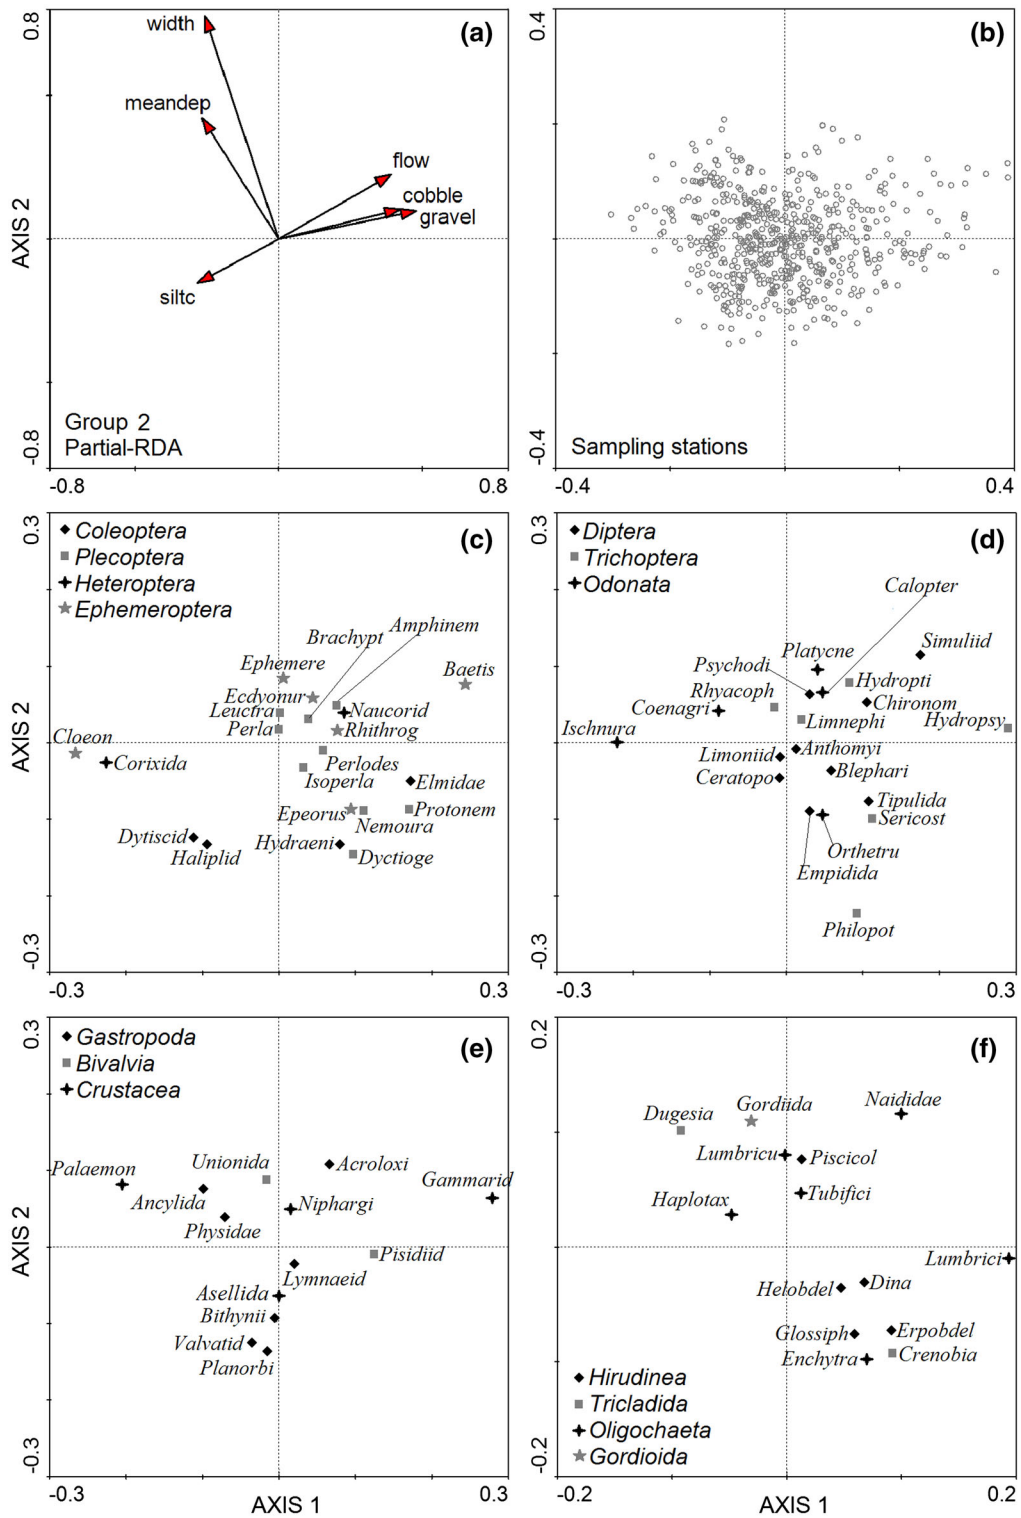 0.8
width
(a)
meandep
flow
cobble
gravel
siltc
AXIS 2
Group 2
Partial-RDA
-0.8
-0.8
0.8
0.4
(b)
Sampling stations
-0.4
-0.4
0.4
0.3
Coleoptera
Plecoptera
Heteroptera
Ephemeroptera
(c)
Amphinem
Brachypt
Ephemere
Baetis
Ecdyonur
Leuctra
Naucorid
Perla
Rhithrog
Cloeon
Corixida
Perlodes
Isoperla
Elmidae
Epeorus
Protonem
Nemoura
Dytiscid
Haliplid
Hydraeni
Dyctioge
AXIS 2
-0.3
-0.3
0.3
0.3
Diptera
Trichoptera
Odonata
(d)
Calopter
Platycne
Simuliid
Psychodi
Hydropti
Rhyacoph
Coenagri
Chironom
Limnephi
Hydropsy
Ischnura
Anthomyi
Limoniid
Blephari
Ceratopo
Tipulida
Sericost
Orthetru
Empidida
Philopot
-0.3
-0.3
0.3
0.3
Gastropoda
Bivalvia
Crustacea
(e)
Unionida
Acroloxi
Palaemon
Gammarid
Ancylida
Niphargi
Physidae
Pisidiid
Lymnaeid
Asellida
Bithynii
Valvatid
Planorbi
AXIS 2
-0.3
-0.3
AXIS 1
0.3
0.2
(f)
Naididae
Gordiida
Dugesia
Lumbricu
Piscicol
Haplotax
Tubifici
Lumbrici
Helobdel
Dina
Glossiph
Erpobdel
Enchytra
Crenobia
Hirudinea
Tricladida
Oligochaeta
Gordioida
-0.2
-0.2
AXIS 1
0.2